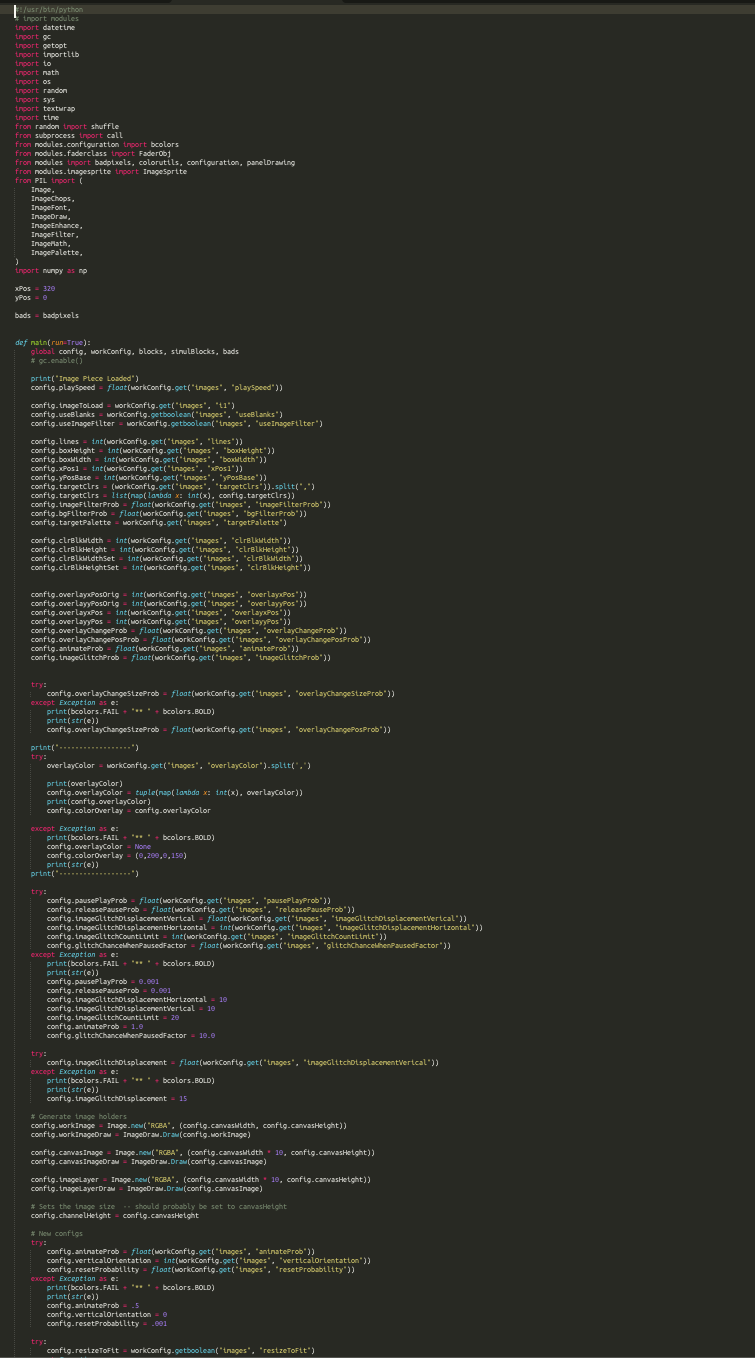 #!/usr/bin/python
# import modules
import datetime
import gc
import getopt
import importlib
import io
import math
import os
import random
import sys
import textwrap
import time
from random import shuffle
from subprocess import call
from modules.configuration import bcolors
from modules.faderclass import FaderObj
from modules import badpixels, colorutils, configuration, panelDrawing
from modules.imagesprite import ImageSprite
from PIL import (
    Image,
    ImageChops,
    ImageFont,
    ImageDraw,
    ImageEnhance,
    ImageFilter,
    ImageMath,
    ImagePalette,
)
import numpy as np

xPos = 320
yPos = 0

bads = badpixels


def main(run=True):
    global config, workConfig, blocks, simulBlocks, bads
    # gc.enable()

    print("Image Piece Loaded")
    config.playSpeed = float(workConfig.get("images", "playSpeed"))

    config.imageToLoad = workConfig.get("images", "i1")
    config.useBlanks = workConfig.getboolean("images", "useBlanks")
    config.useImageFilter = workConfig.getboolean("images", "useImageFilter")

    config.lines = int(workConfig.get("images", "lines"))
    config.boxHeight = int(workConfig.get("images", "boxHeight"))
    config.boxWidth = int(workConfig.get("images", "boxWidth"))
    config.xPos1 = int(workConfig.get("images", "xPos1"))
    config.yPosBase = int(workConfig.get("images", "yPosBase"))
    config.targetClrs = (workConfig.get("images", "targetClrs")).split(',')
    config.targetClrs = list(map(lambda x: int(x), config.targetClrs))
    config.imageFilterProb = float(workConfig.get("images", "imageFilterProb"))
    config.bgFilterProb = float(workConfig.get("images", "bgFilterProb"))
    config.targetPalette = workConfig.get("images", "targetPalette")

    config.clrBlkWidth = int(workConfig.get("images", "clrBlkWidth"))
    config.clrBlkHeight = int(workConfig.get("images", "clrBlkHeight"))
    config.clrBlkWidthSet = int(workConfig.get("images", "clrBlkWidth"))
    config.clrBlkHeightSet = int(workConfig.get("images", "clrBlkHeight"))


    config.overlayxPosOrig = int(workConfig.get("images", "overlayxPos"))
    config.overlayyPosOrig = int(workConfig.get("images", "overlayyPos"))
    config.overlayxPos = int(workConfig.get("images", "overlayxPos"))
    config.overlayyPos = int(workConfig.get("images", "overlayyPos"))
    config.overlayChangeProb = float(workConfig.get("images", "overlayChangeProb"))
    config.overlayChangePosProb = float(workConfig.get("images", "overlayChangePosProb"))
    config.animateProb = float(workConfig.get("images", "animateProb"))
    config.imageGlitchProb = float(workConfig.get("images", "imageGlitchProb"))


    try:
        config.overlayChangeSizeProb = float(workConfig.get("images", "overlayChangeSizeProb"))
    except Exception as e:
        print(bcolors.FAIL + "** " + bcolors.BOLD)
        print(str(e))
        config.overlayChangeSizeProb = float(workConfig.get("images", "overlayChangePosProb"))

    print("------------------")
    try:
        overlayColor = workConfig.get("images", "overlayColor").split(',')

        print(overlayColor)
        config.overlayColor = tuple(map(lambda x: int(x), overlayColor))
        print(config.overlayColor)
        config.colorOverlay = config.overlayColor

    except Exception as e:
        print(bcolors.FAIL + "** " + bcolors.BOLD)
        config.overlayColor = None
        config.colorOverlay = (0,200,0,150)
        print(str(e))
    print("------------------")

    try:
        config.pausePlayProb = float(workConfig.get("images", "pausePlayProb"))
        config.releasePauseProb = float(workConfig.get("images", "releasePauseProb"))
        config.imageGlitchDisplacementVerical = float(workConfig.get("images", "imageGlitchDisplacementVerical"))
        config.imageGlitchDisplacementHorizontal = int(workConfig.get("images", "imageGlitchDisplacementHorizontal"))
        config.imageGlitchCountLimit = int(workConfig.get("images", "imageGlitchCountLimit"))
        config.glitchChanceWhenPausedFactor = float(workConfig.get("images", "glitchChanceWhenPausedFactor"))
    except Exception as e:
        print(bcolors.FAIL + "** " + bcolors.BOLD)
        print(str(e))
        config.pausePlayProb = 0.001
        config.releasePauseProb = 0.001
        config.imageGlitchDisplacementHorizontal = 10
        config.imageGlitchDisplacementVerical = 10
        config.imageGlitchCountLimit = 20
        config.animateProb = 1.0
        config.glitchChanceWhenPausedFactor = 10.0

    try:
        config.imageGlitchDisplacement = float(workConfig.get("images", "imageGlitchDisplacementVerical"))
    except Exception as e:
        print(bcolors.FAIL + "** " + bcolors.BOLD)
        print(str(e))
        config.imageGlitchDisplacement = 15

    # Generate image holders
    config.workImage = Image.new("RGBA", (config.canvasWidth, config.canvasHeight))
    config.workImageDraw = ImageDraw.Draw(config.workImage)

    config.canvasImage = Image.new("RGBA", (config.canvasWidth * 10, config.canvasHeight))
    config.canvasImageDraw = ImageDraw.Draw(config.canvasImage)

    config.imageLayer = Image.new("RGBA", (config.canvasWidth * 10, config.canvasHeight))
    config.imageLayerDraw = ImageDraw.Draw(config.canvasImage)

    # Sets the image size  -- should probably be set to canvasHeight
    config.channelHeight = config.canvasHeight

    # New configs
    try:
        config.animateProb = float(workConfig.get("images", "animateProb"))
        config.verticalOrientation = int(workConfig.get("images", "verticalOrientation"))
        config.resetProbability = float(workConfig.get("images", "resetProbability"))
    except Exception as e:
        print(bcolors.FAIL + "** " + bcolors.BOLD)
        print(str(e))
        config.animateProb = .5
        config.verticalOrientation = 0
        config.resetProbability = .001

    try:
        config.resizeToFit = workConfig.getboolean("images", "resizeToFit")